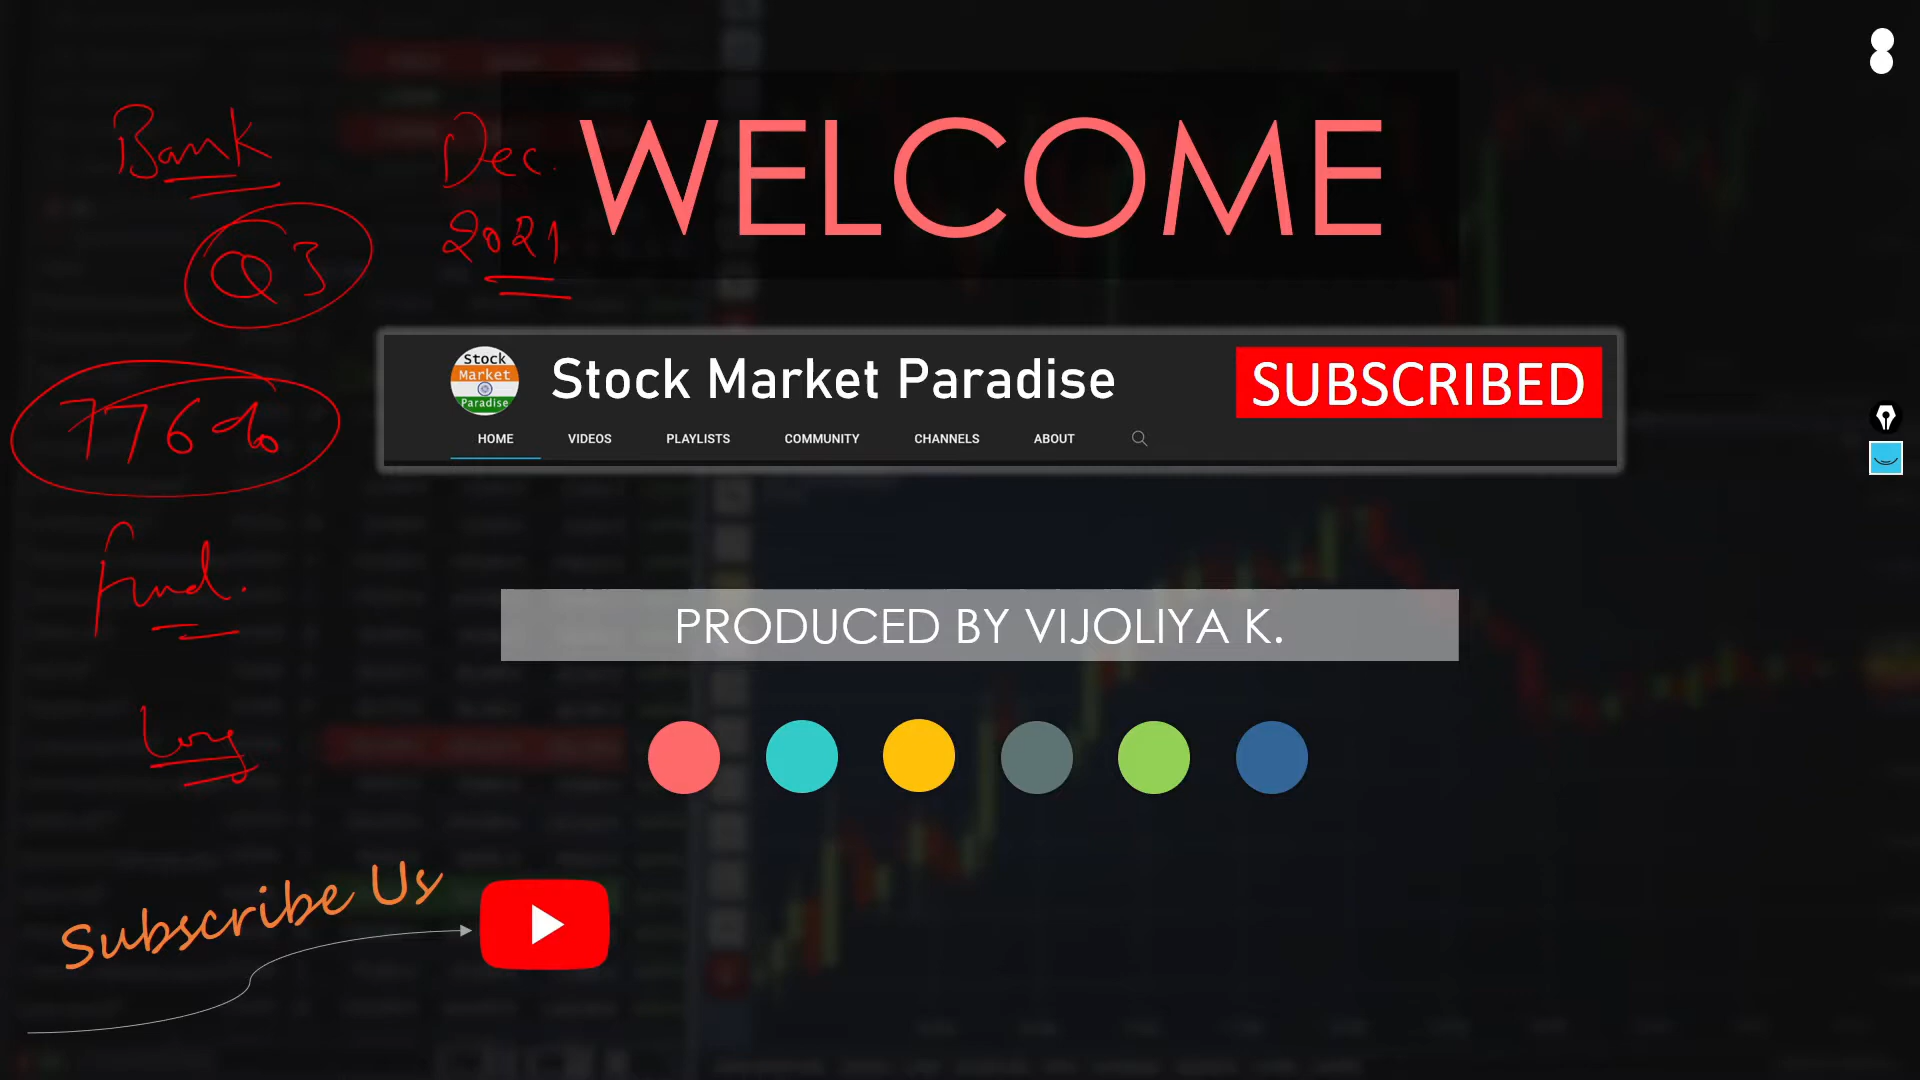 WELCOME
Bank
Dec.
2021
Q3
Stock
Market
Paradise
Stock Market Paradise
SUBSCRIBED
HOME VIDEOS PLAYLISTS COMMUNITY CHANNELS ABOUT
776%
fund.
PRODUCED BY VIJOLIYA K.
Long
Subscribe Us